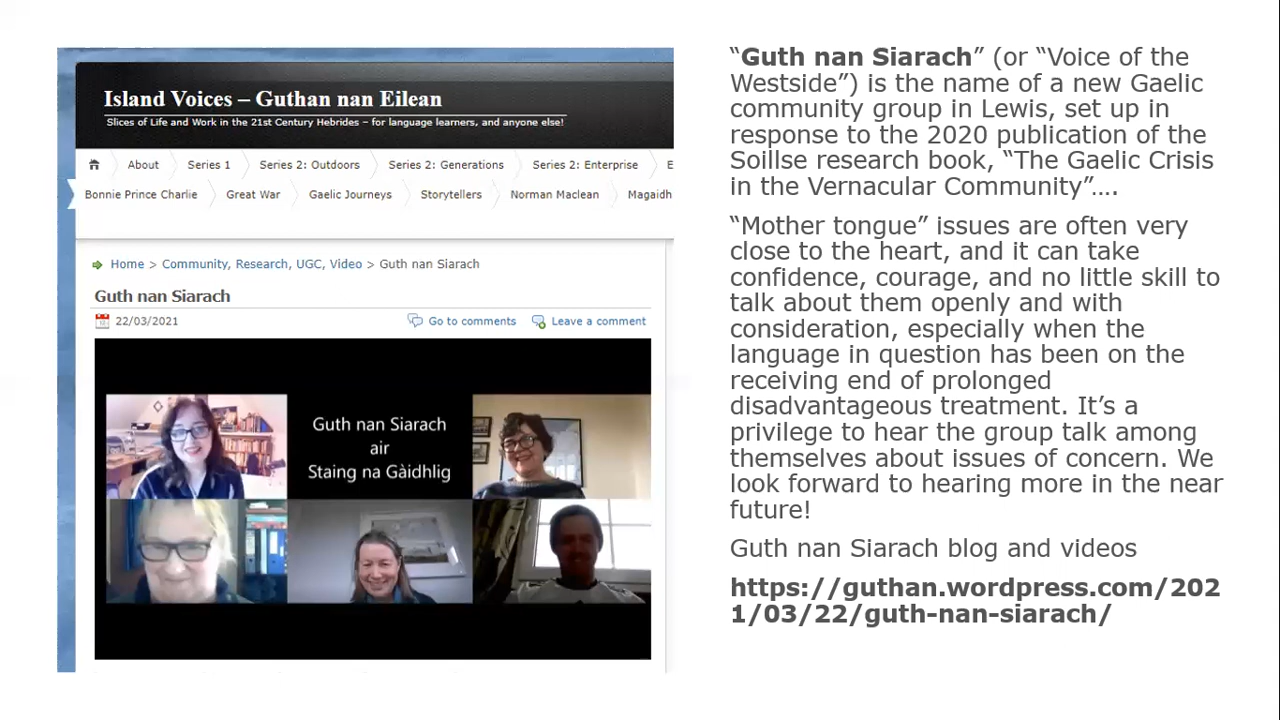 Island Voices – Guthan nan Eilean
Slices of Life and Work in the 21st Century Hebrides – for language learners, and anyone else!
About Series 1 Series 2: Outdoors Series 2: Generations Series 2: Enterprise E
Bonnie Prince Charlie Great War Gaelic Journeys Storytellers Norman Maclean Magaidh
Home > Community, Research, UGC, Video > Guth nan Siarach
Guth nan Siarach
22/03/2021 Go to comments Leave a comment
Guth nan Siarach
air
Staing na Gàidhlig
“Guth nan Siarach” (or “Voice of the
Westside”) is the name of a new Gaelic
community group in Lewis, set up in
response to the 2020 publication of the
Soillse research book, “The Gaelic Crisis
in the Vernacular Community”….
“Mother tongue” issues are often very
close to the heart, and it can take
confidence, courage, and no little skill to
talk about them openly and with
consideration, especially when the
language in question has been on the
receiving end of prolonged
disadvantageous treatment. It’s a
privilege to hear the group talk among
themselves about issues of concern. We
look forward to hearing more in the near
future!
Guth nan Siarach blog and videos
https://guthan.wordpress.com/202
1/03/22/guth-nan-siarach/